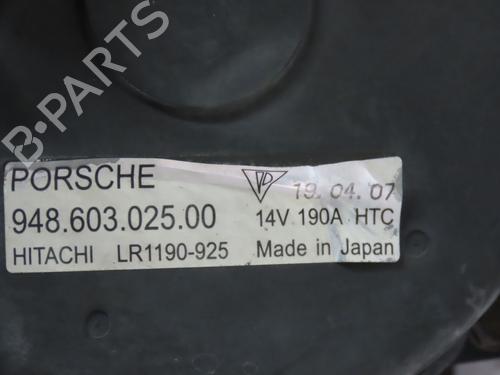 B-PARTS
PORSCHE 19.04.07
948.603.025.00 14V 190A HTC
HITACHI LR1190-925 Made in Japan